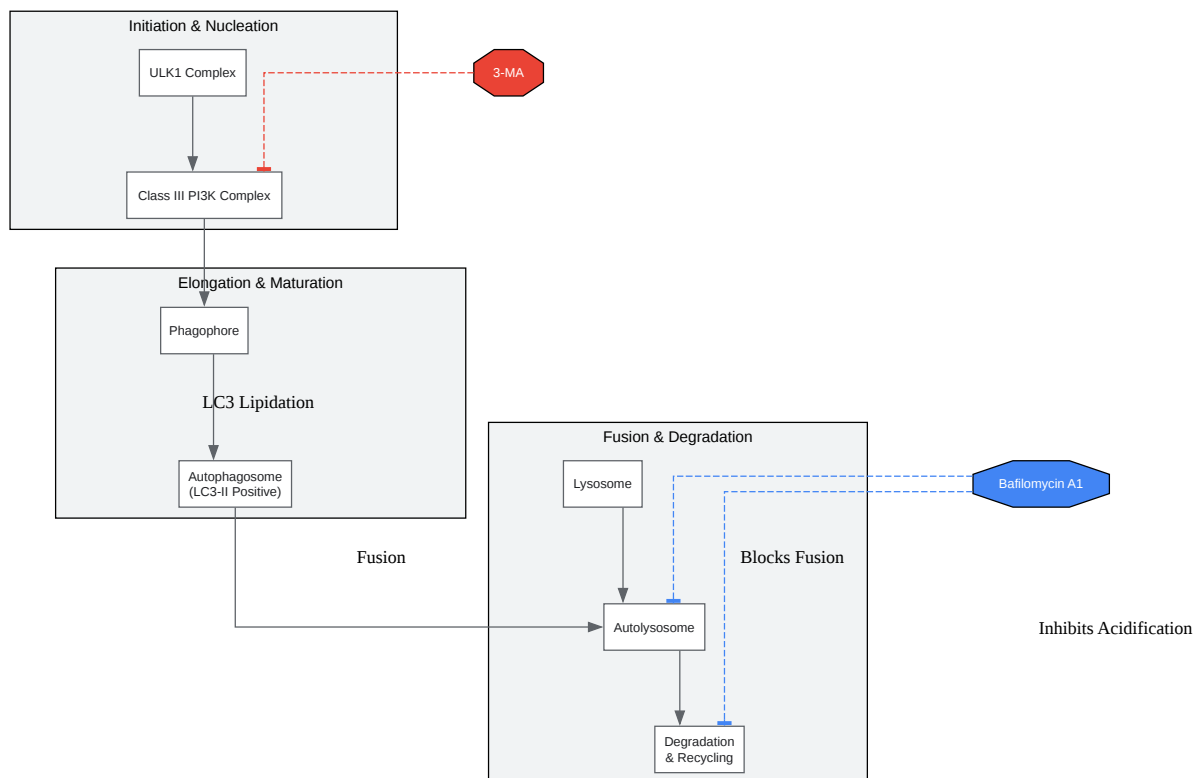 Initiation & Nucleation
ULK1 Complex
3-MA
Class III PI3K Complex
Elongation & Maturation
Phagophore
LC3 Lipidation
Autophagosome
(LC3-II Positive)
Fusion
Fusion & Degradation
Lysosome
Bafilomycin A1
Blocks Fusion
Autolysosome
Inhibits Acidification
Degradation
& Recycling